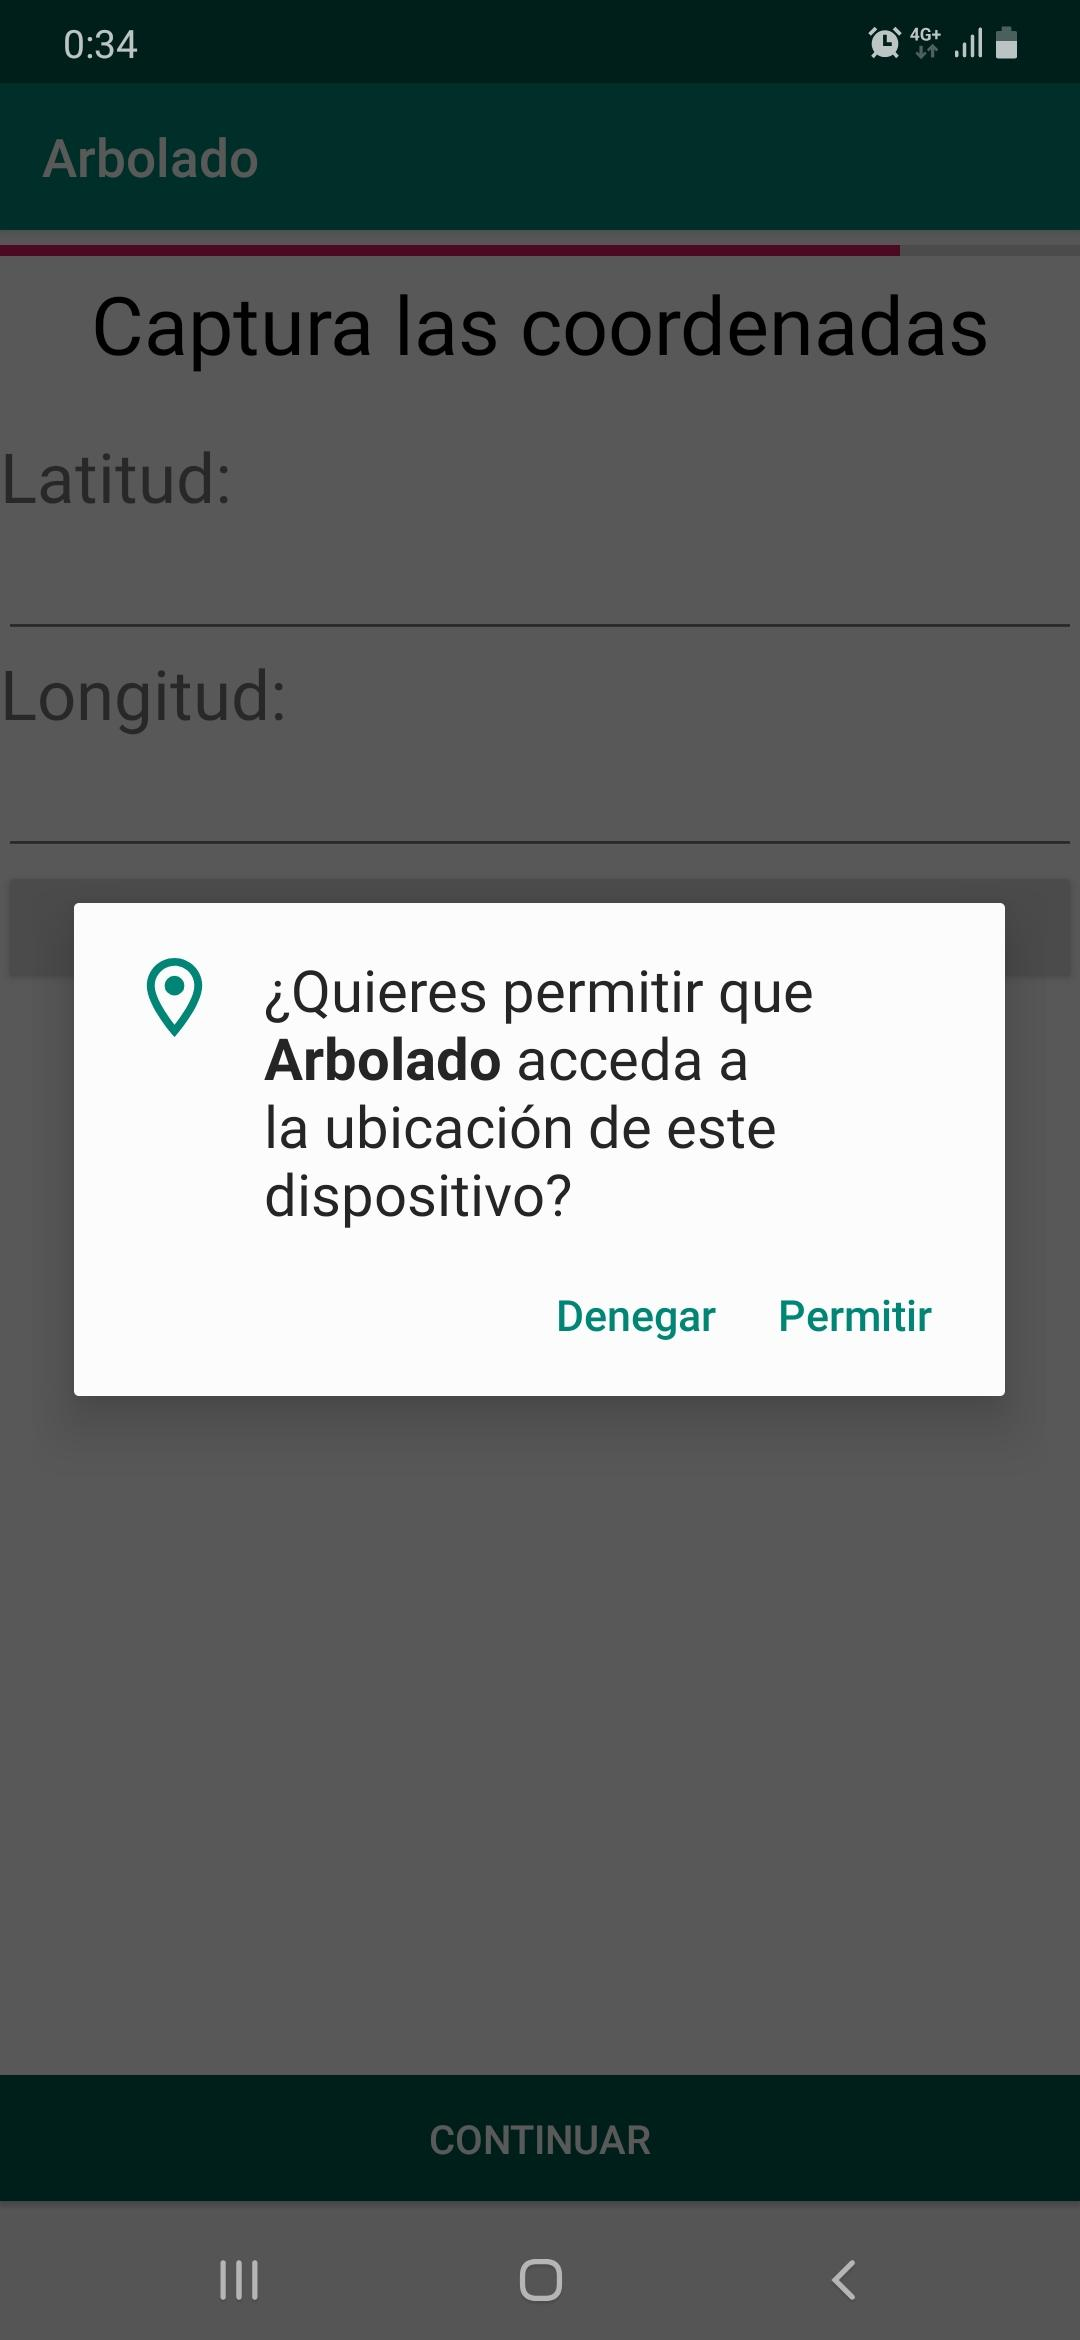 0:34
4G+
Arbolado
Captura las coordenadas
Latitud:
Longitud:
¿Quieres permitir que
Arbolado acceda a
la ubicación de este
dispositivo?
Denegar
Permitir
CONTINUAR